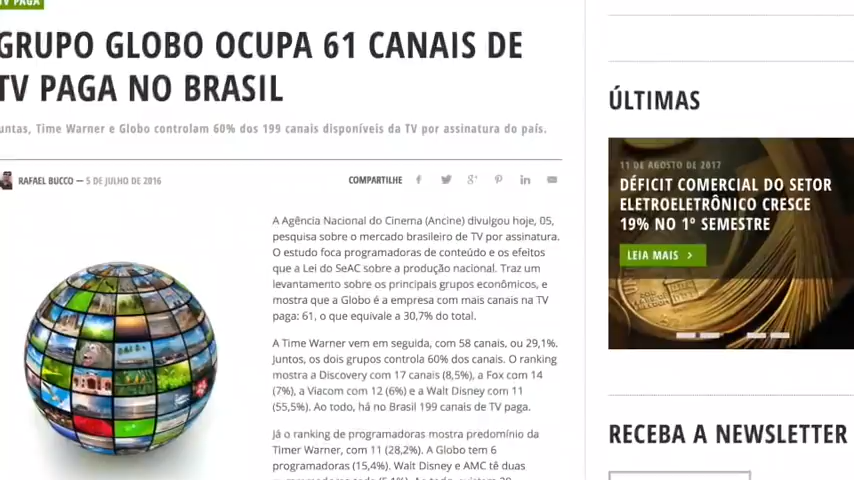 TV PAGA
GRUPO GLOBO OCUPA 61 CANAIS DE
TV PAGA NO BRASIL
untas, Time Warner e Globo controlam 60% dos 199 canais disponíveis da TV por assinatura do país.
RAFAEL BUCCO — 5 DE JULHO DE 2016
COMPARTILHE
A Agência Nacional do Cinema (Ancine) divulgou hoje, 05,
pesquisa sobre o mercado brasileiro de TV por assinatura.
O estudo foca programadoras de conteúdo e os efeitos
que a Lei do SeAC sobre a produção nacional. Traz um
levantamento sobre os principais grupos econômicos, e
mostra que a Globo é a empresa com mais canais na TV
paga: 61, o que equivale a 30,7% do total.
A Time Warner vem em seguida, com 58 canais, ou 29,1%.
Juntos, os dois grupos controla 60% dos canais. O ranking
mostra a Discovery com 17 canais (8,5%), a Fox com 14
(7%), a Viacom com 12 (6%) e a Walt Disney com 11
(55,5%). Ao todo, há no Brasil 199 canais de TV paga.
Já o ranking de programadoras mostra predomínio da
Timer Warner, com 11 (28,2%). A Globo tem 6
programadoras (15,4%). Walt Disney e AMC tê duas
ÚLTIMAS
11 DE AGOSTO DE 2017
DÉFICIT COMERCIAL DO SETOR
ELETROELETRÔNICO CRESCE
19% NO 1º SEMESTRE
LEIA MAIS
RECEBA A NEWSLETTER